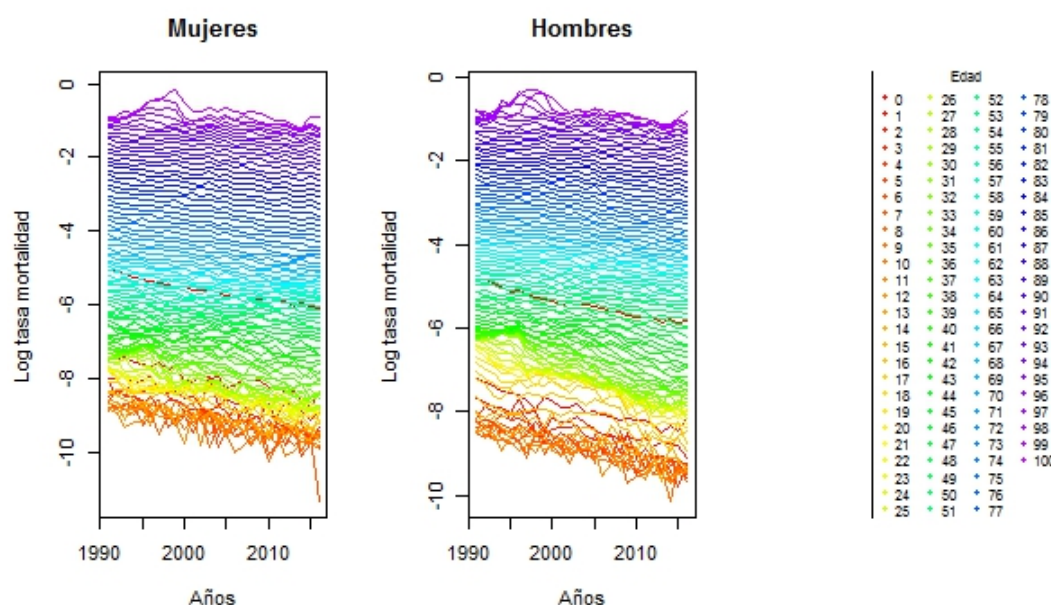 Mujeres
Log tasa mortalidad
0
-2
-4
-6
-8
-10
1990 2000 2010
Años
Hombres
Log tasa mortalidad
0
-2
-4
-6
-8
-10
1990 2000 2010
Años
Edad
0 26 52 78
1 27 53 79
2 28 54 80
3 29 55 81
4 30 56 82
5 31 57 83
6 32 58 84
7 33 59 85
8 34 60 86
9 35 61 87
10 36 62 88
11 37 63 89
12 38 64 90
13 39 65 91
14 40 66 92
15 41 67 93
16 42 68 94
17 43 69 95
18 44 70 96
19 45 71 97
20 46 72 98
21 47 73 99
22 48 74 100
23 49 75
24 50 76
25 51 77